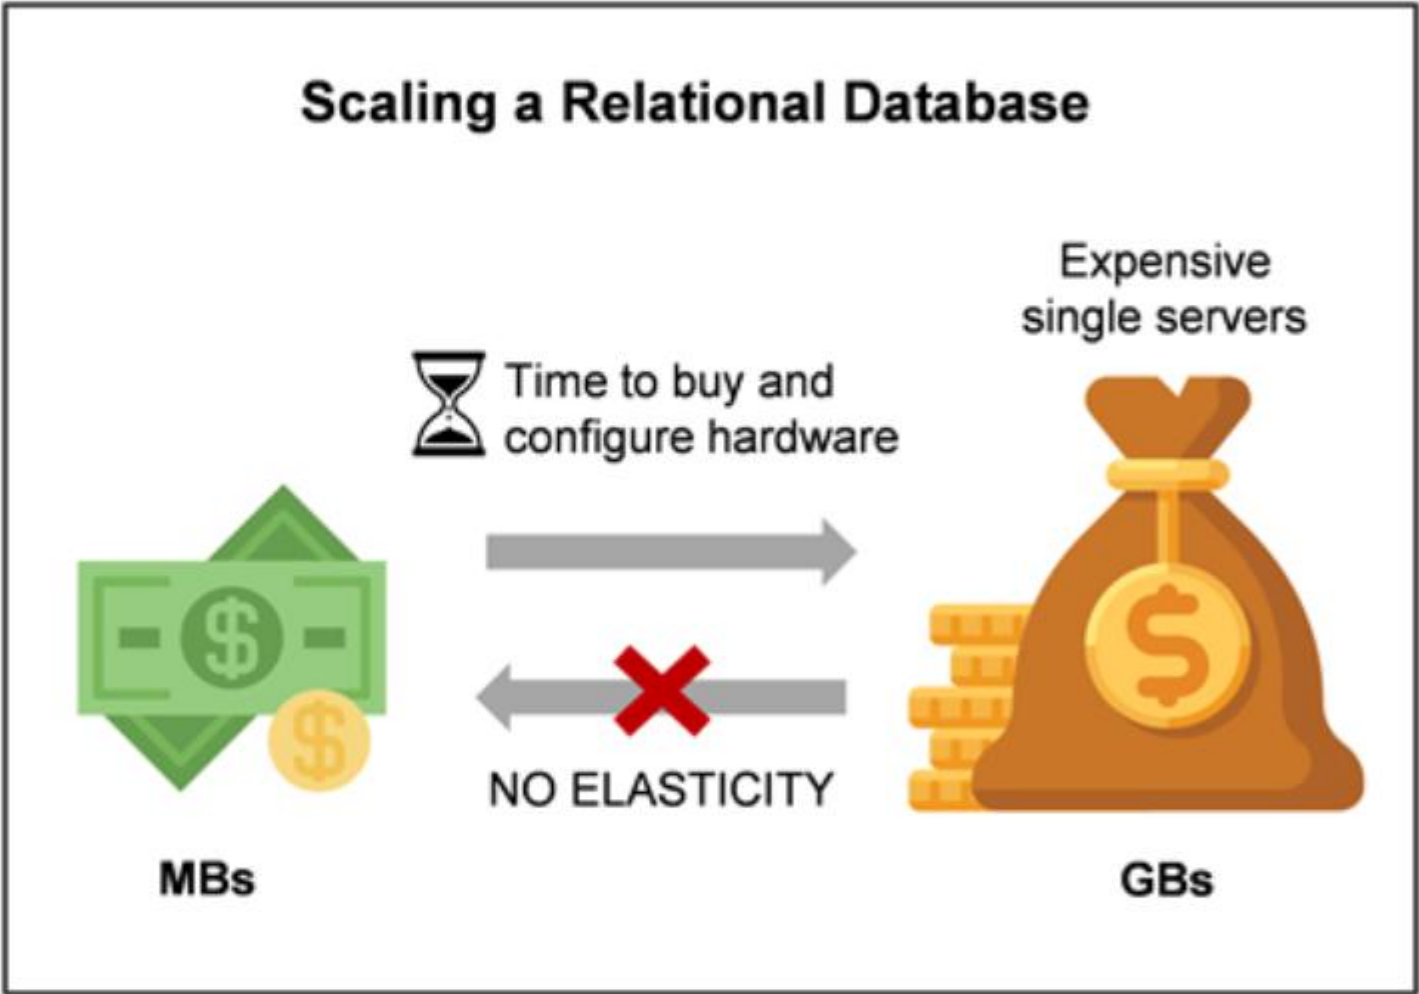 Scaling a Relational Database
Expensive
single servers
Time to buy and
configure hardware
$
$
$
NO ELASTICITY
MBs
GBs